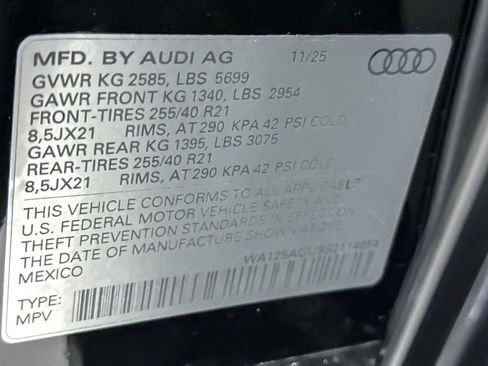 MFD. BY AUDI AG 11/25
GVWR KG 2585, LBS 5699
GAWR FRONT KG 1340, LBS 2954
FRONT-TIRES 255/40 R21
8,5JX21 RIMS, AT 290 KPA 42 PSI COLD
GAWR REAR KG 1395, LBS 3075
REAR-TIRES 255/40 R21
8,5JX21 RIMS, AT 290 KPA 42 PSI COLD
THIS VEHICLE CONFORMS TO ALL APPLICABLE
U.S. FEDERAL MOTOR VEHICLE SAFETY AND
THEFT PREVENTION STANDARDS IN EFFECT ON
THE DATE OF MANUFACTURE SHOWN ABOVE.
MEXICO
TYPE:
MPV